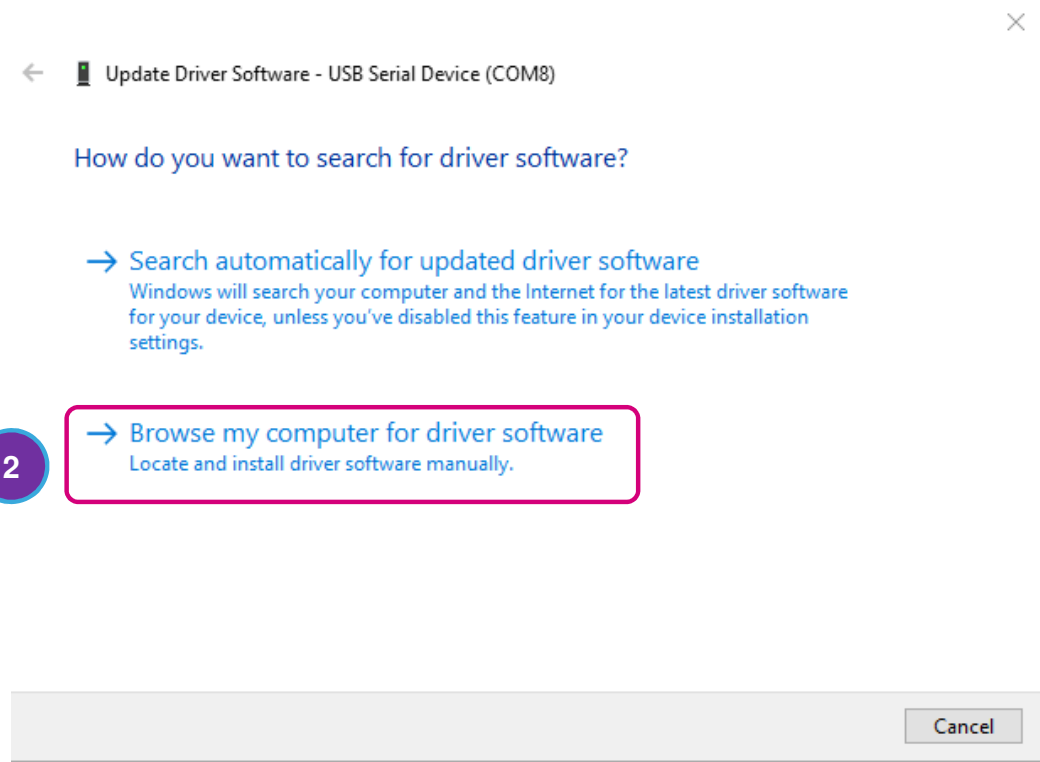 Update Driver Software - USB Serial Device (COM8)
How do you want to search for driver software?
Search automatically for updated driver software
Windows will search your computer and the Internet for the latest driver software
for your device, unless you've disabled this feature in your device installation
settings.
Browse my computer for driver software
Locate and install driver software manually.
2
Cancel